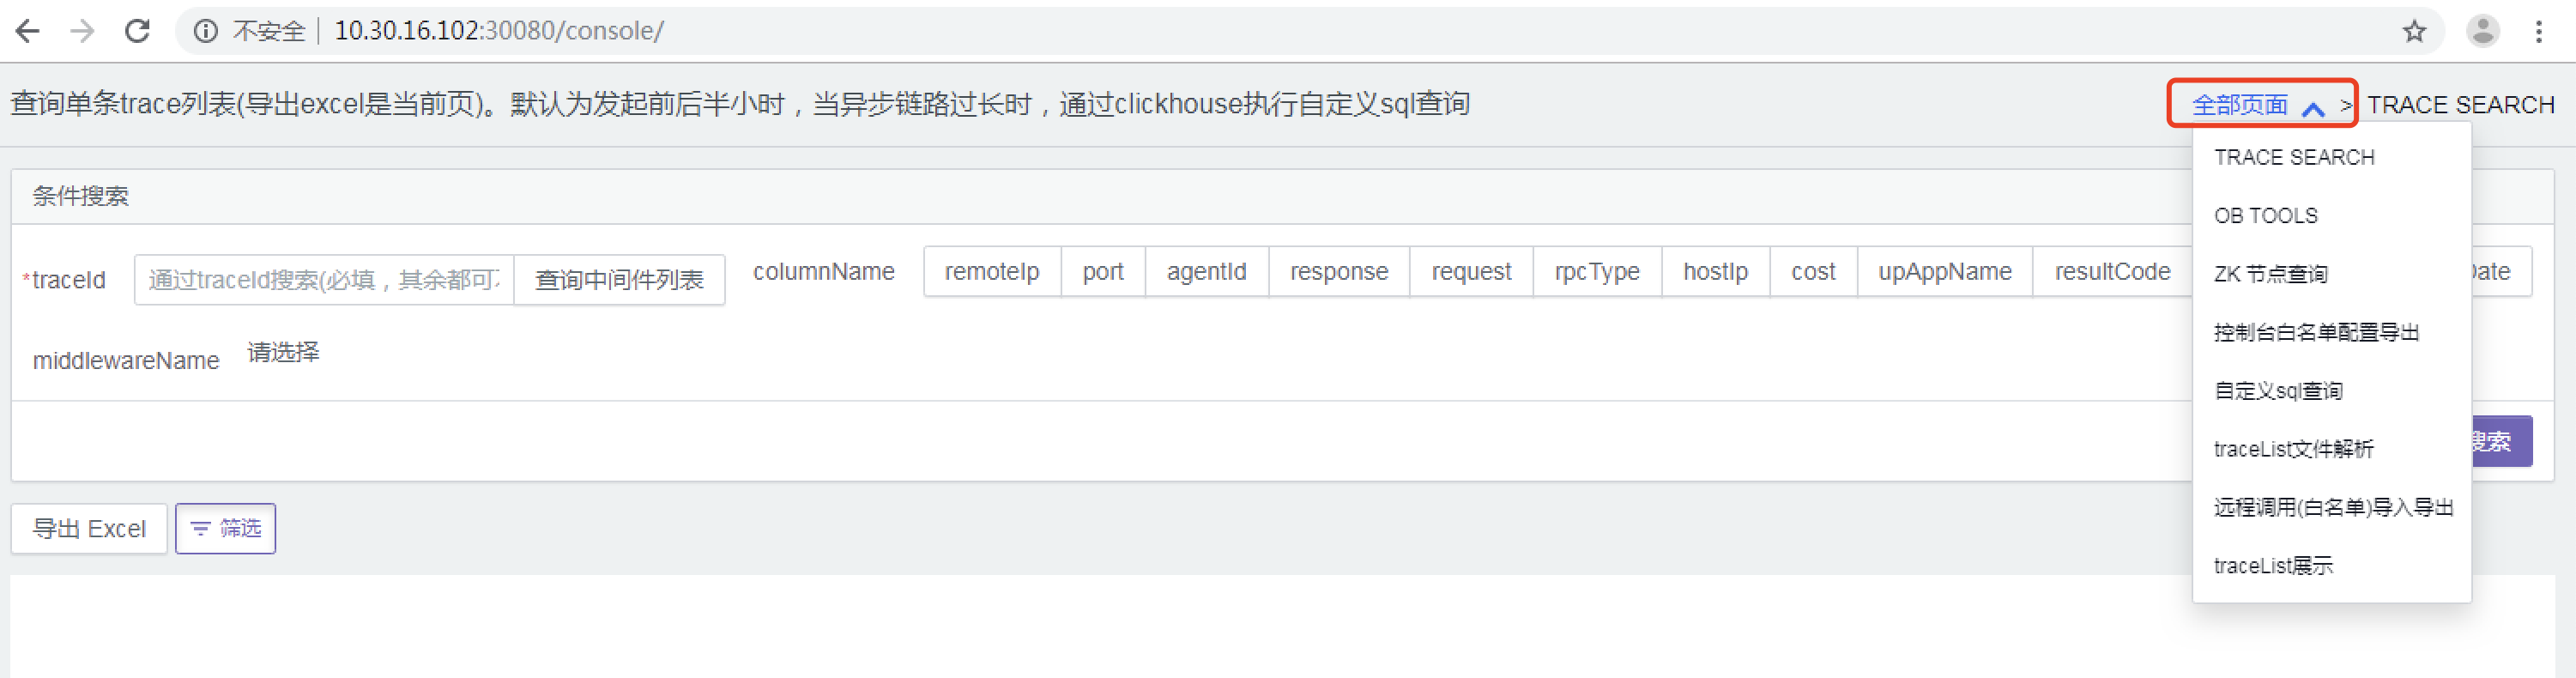 不安全 10.30.16.102:30080/console/
查询单条trace列表(导出excel是当前页)。默认为发起前后半小时，当异步链路过长时，通过clickhouse执行自定义sql查询
全部页面 > TRACE SEARCH
TRACE SEARCH
OB TOOLS
ZK 节点查询
控制台白名单配置导出
自定义sql查询
traceList文件解析
远程调用(白名单)导入导出
traceList展示
条件搜索
*traceId 通过traceId搜索(必填，其余都可 查询中间件列表 columnName remoteIp port agentId response request rpcType hostIp cost upAppName resultCode
middlewareName 请选择
搜索
导出 Excel 筛选